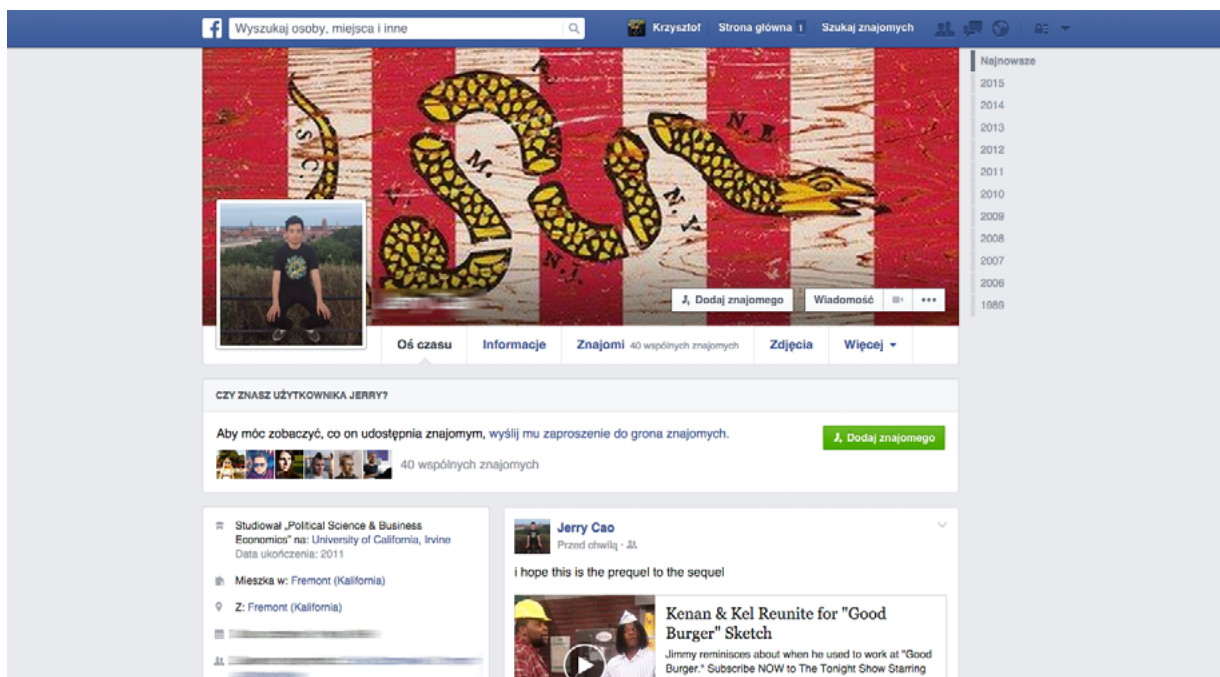 f
Wyszukaj osoby, miejsca i inne
Krzysztof Strona główna 1 Szukaj znajomych
Najnowsze
2015
2014
2013
2012
2011
2010
2009
2008
2007
2006
1989
S. C.
R.
N. E
M.
N. Y
V.
N. J.
Dodaj znajomego
Wiadomość
Oś czasu Informacje Znajomi 40 wspólnych znajomych Zdjęcia Więcej
CZY ZNASZ UŻYTKOWNIKA JERRY?
Aby móc zobaczyć, co on udostępnia znajomym, wyślij mu zaproszenie do grona znajomych.
Dodaj znajomego
40 wspólnych znajomych
Studiował „Political Science & Business
Economics” na: University of California, Irvine
Data ukończenia: 2011
Mieszka w: Fremont (Kalifornia)
Z: Fremont (Kalifornia)
Jerry Cao
Przed chwilą ·
i hope this is the prequel to the sequel
Kenan & Kel Reunite for "Good
Burger" Sketch
Jimmy reminisces about when he used to work at "Good
Burger." Subscribe NOW to The Tonight Show Starring